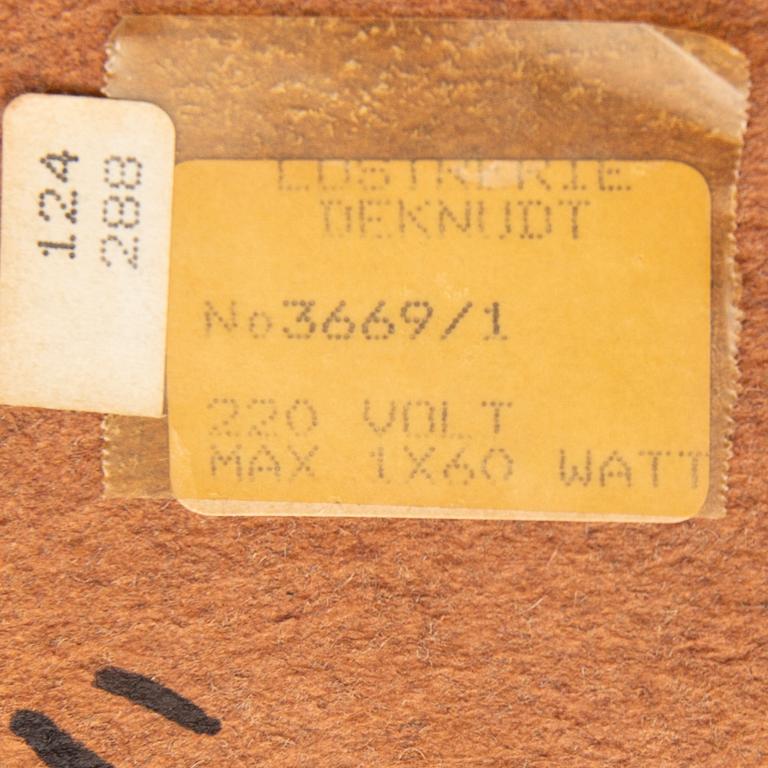 124
288
LUSTRERIE
DEKNUDT
No3669/1
220 VOLT
MAX 1X60 WATT